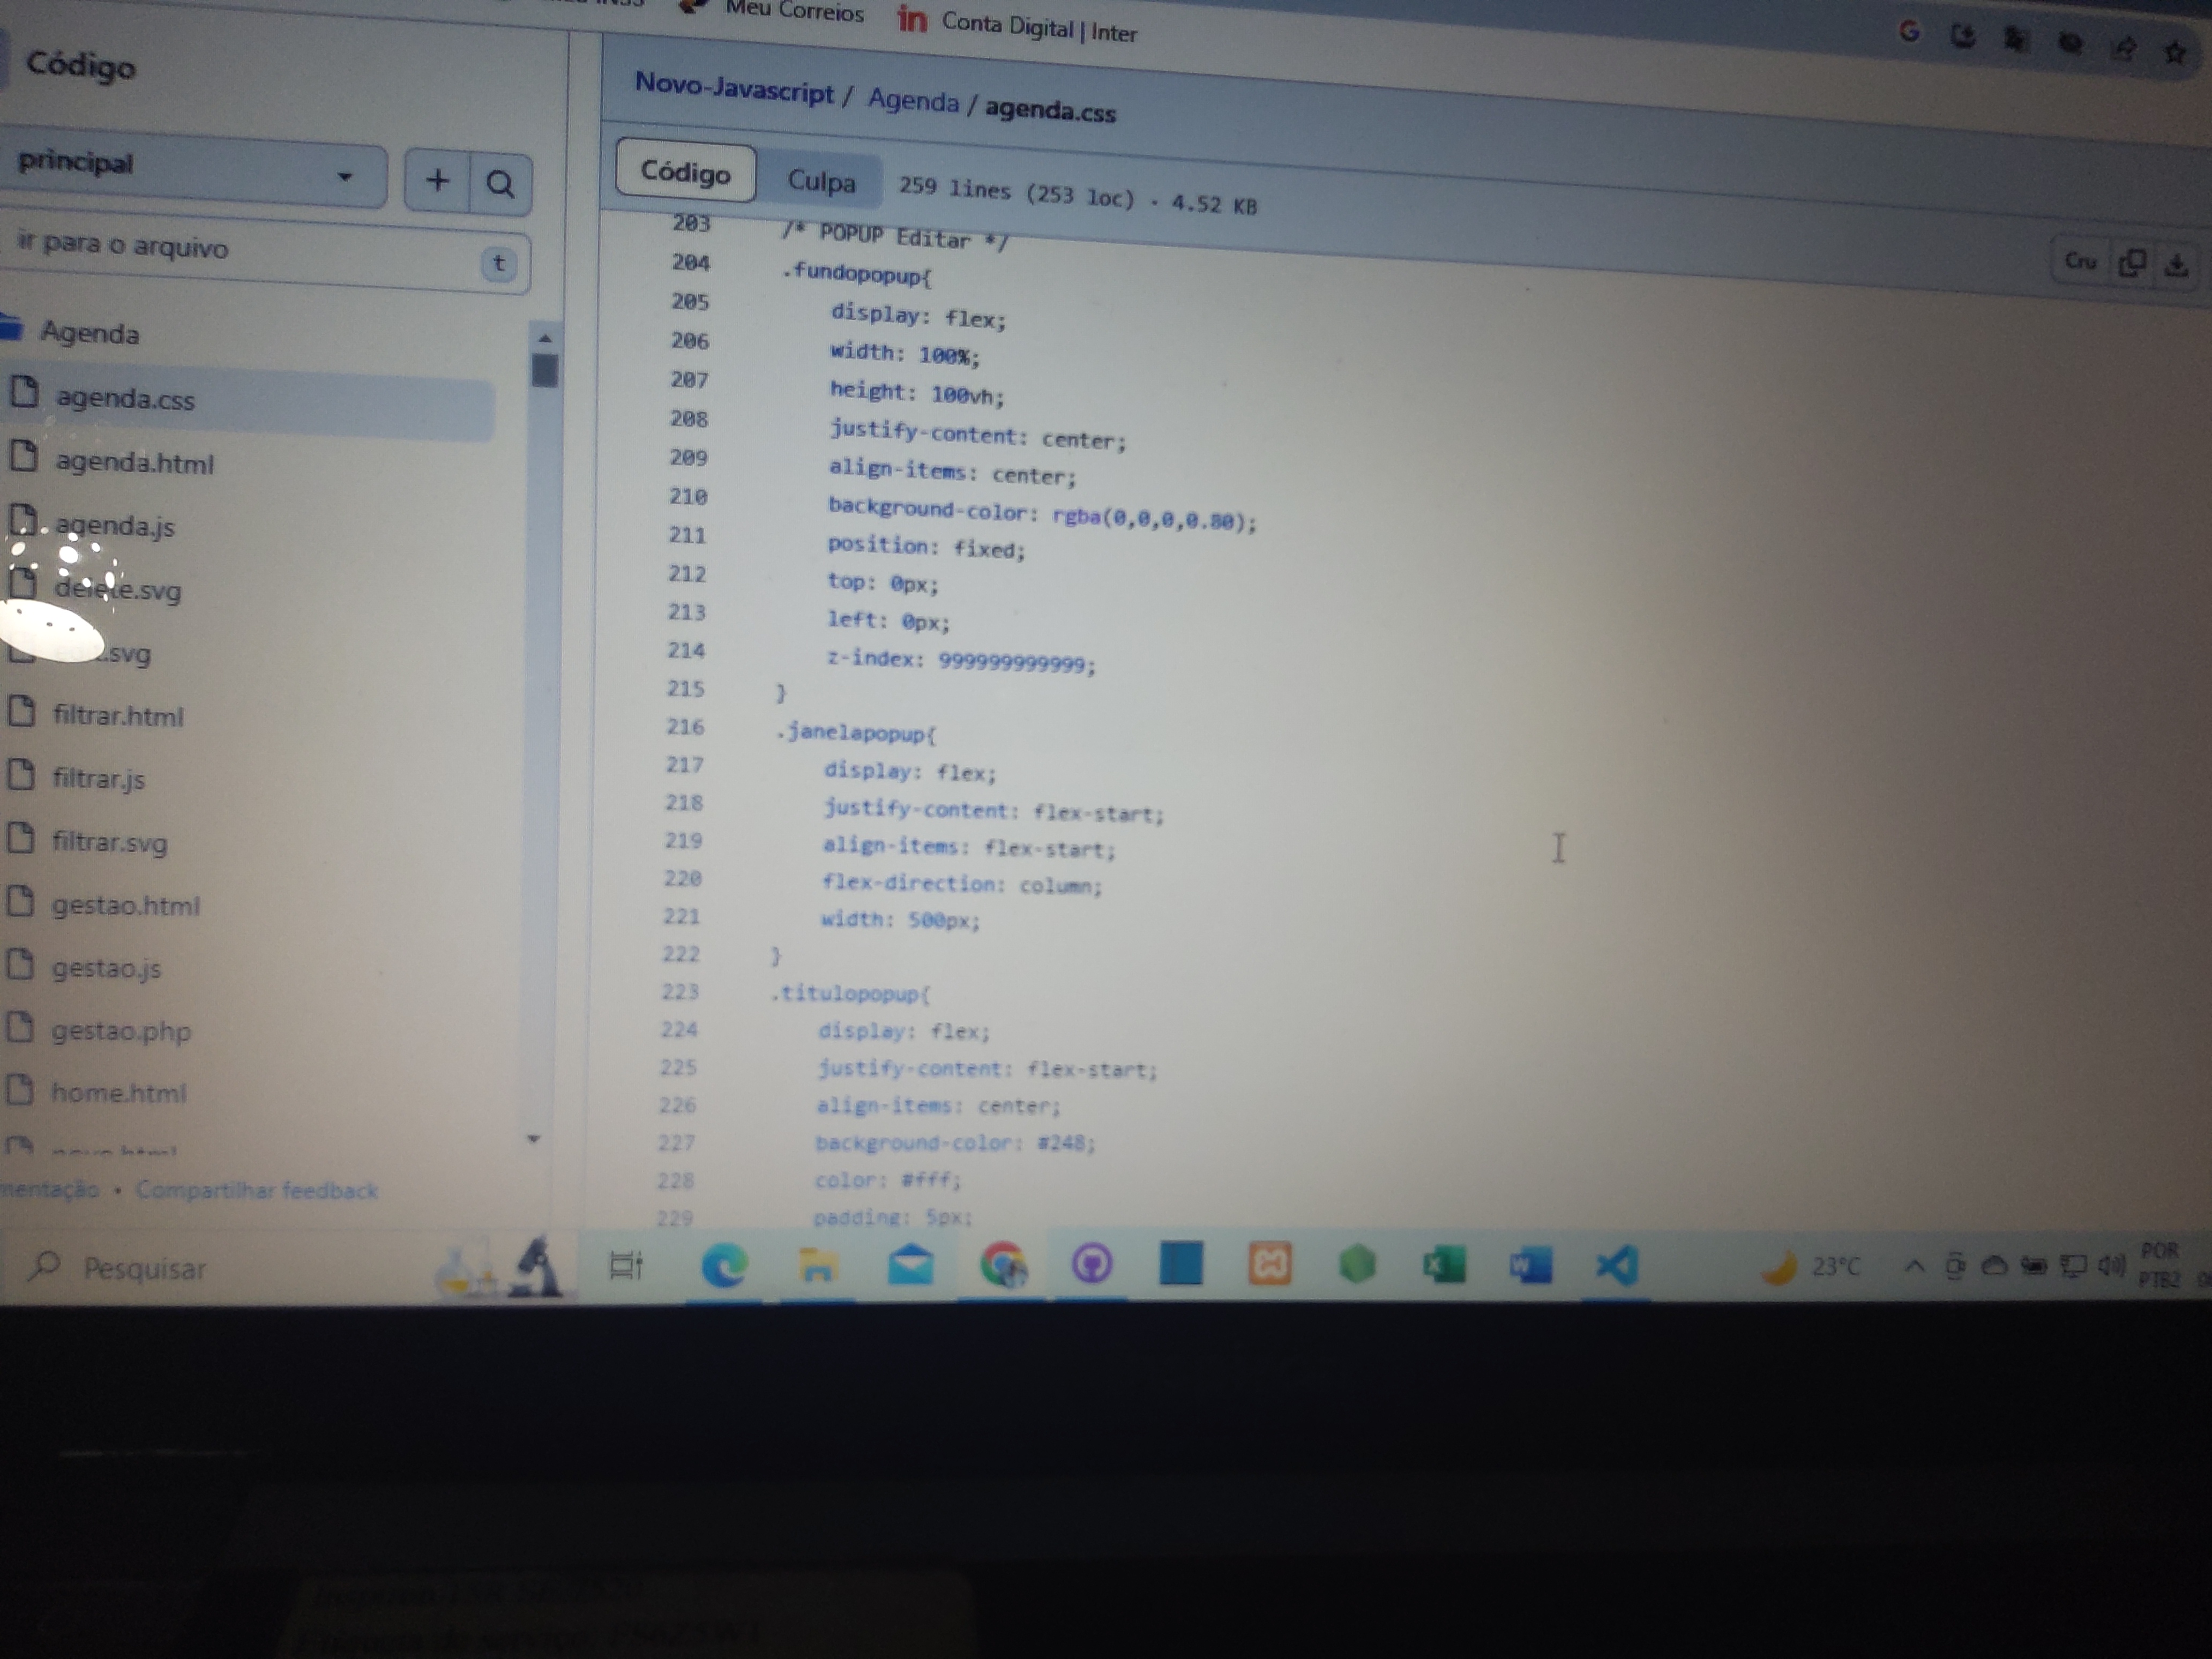 Meu Correios
Conta Digital | Inter
Código
Novo-Javascript / Agenda / agenda.css
principal
Código
Culpa
259 lines (253 loc) · 4.52 KB
ir para o arquivo
t
Cru
Agenda
agenda.css
agenda.html
agenda.js
delete.svg
.svg
filtrar.html
filtrar.js
filtrar.svg
gestao.html
gestao.js
gestao.php
home.html
mentação • Compartilhar feedback
203 /* POPUP Editar */
204 .fundopopup{
205 display: flex;
206 width: 100%;
207 height: 100vh;
208 justify-content: center;
209 align-items: center;
210 background-color: rgba(0,0,0,0.80);
211 position: fixed;
212 top: 0px;
213 left: 0px;
214 z-index: 999999999999;
215 }
216 .janelapopup{
217 display: flex;
218 justify-content: flex-start;
219 align-items: flex-start;
220 flex-direction: column;
221 width: 500px;
222 }
223 .titulopopup{
224 display: flex;
225 justify-content: flex-start;
226 align-items: center;
227 background-color: #248;
228 color: #fff;
229 padding: 5px;
Pesquisar
23°C
POR
PTB2